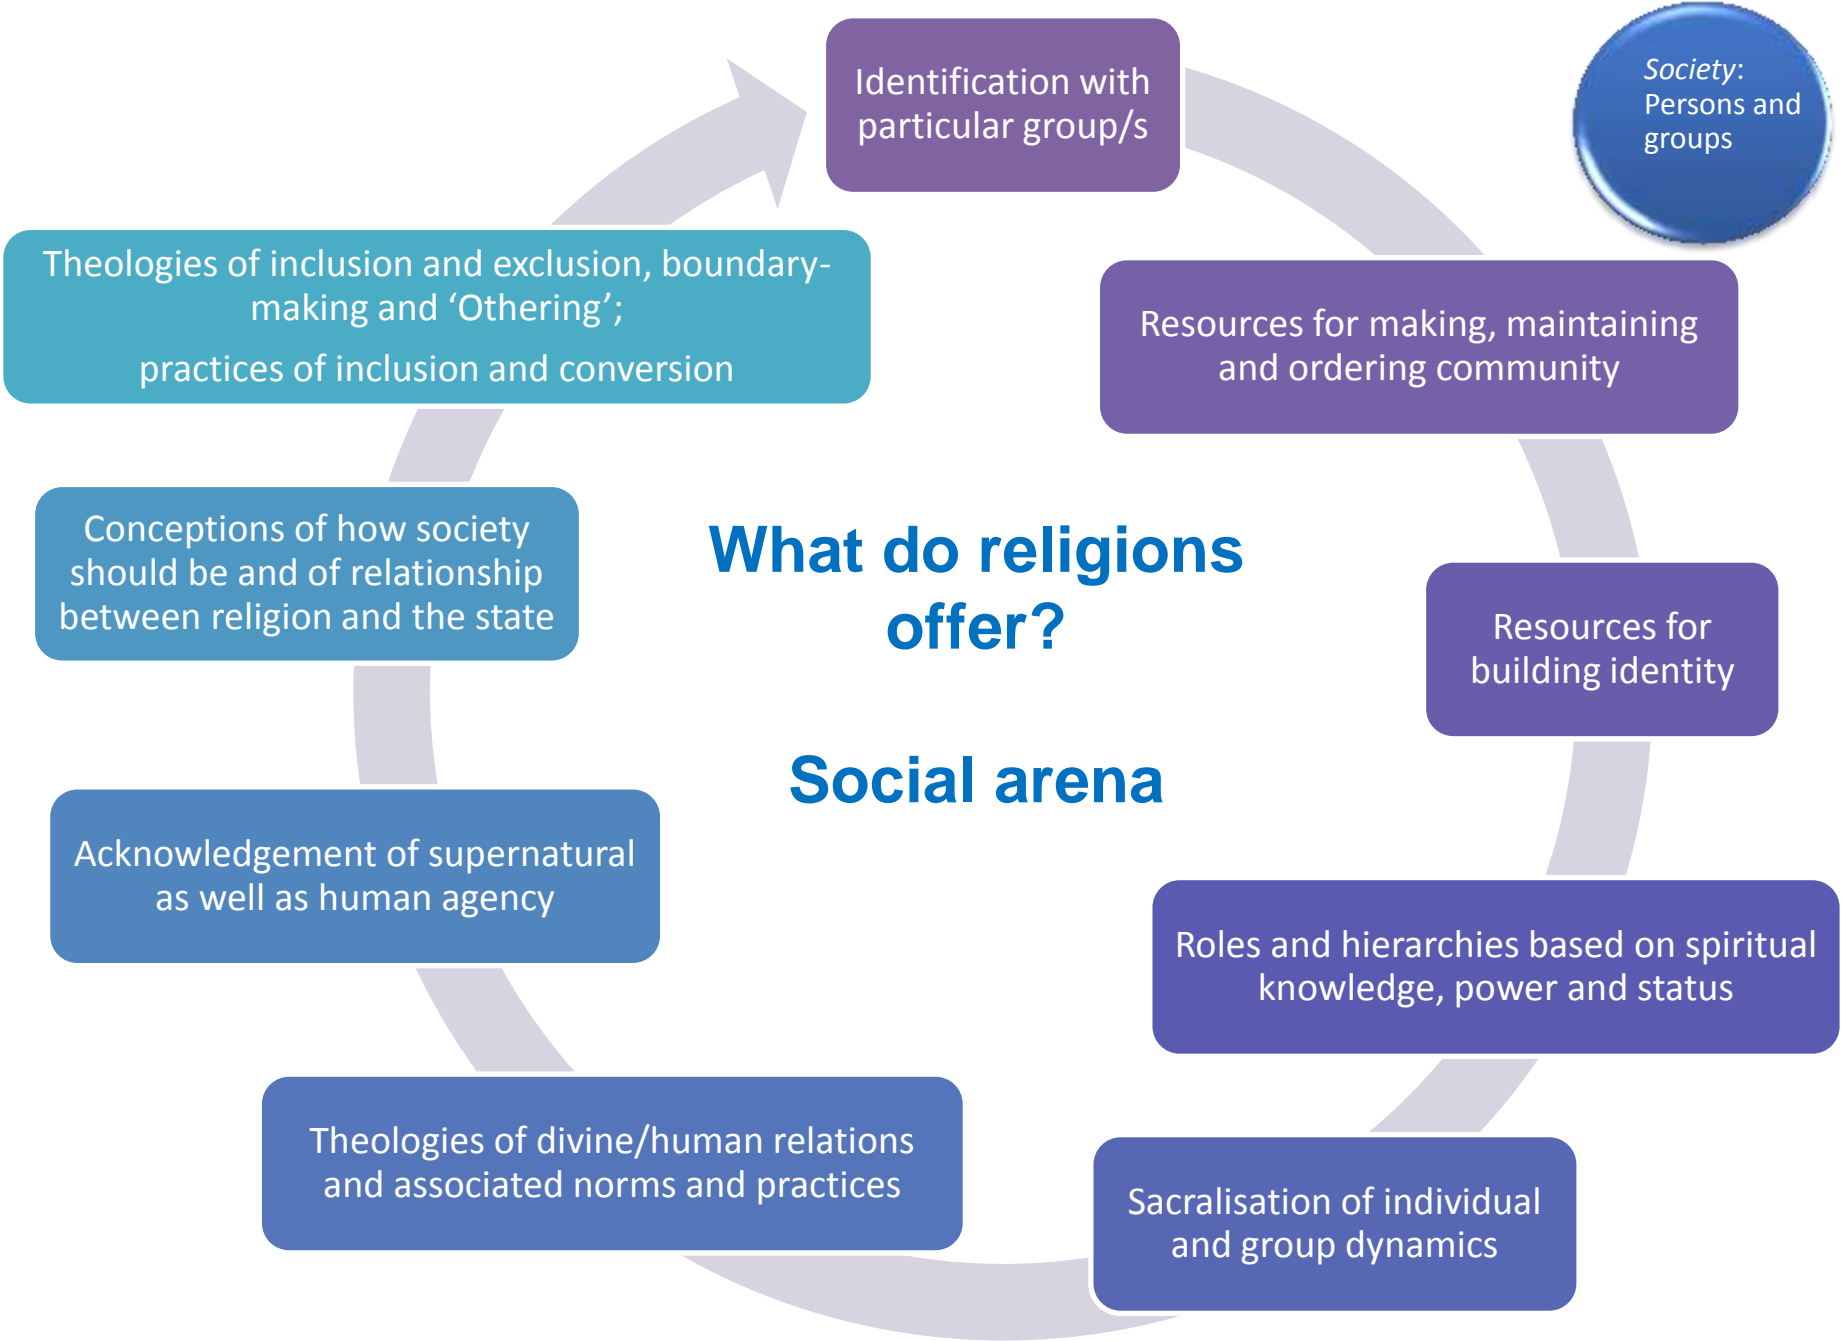 Identification with
particular group/s
Society:
Persons and
groups
Resources for making, maintaining
and ordering community
Resources for
building identity
Roles and hierarchies based on spiritual
knowledge, power and status
Sacralisation of individual
and group dynamics
Theologies of divine/human relations
and associated norms and practices
Acknowledgement of supernatural
as well as human agency
Conceptions of how society
should be and of relationship
between religion and the state
Theologies of inclusion and exclusion, boundary-
making and ‘Othering’;
practices of inclusion and conversion
What do religions
offer?
Social arena